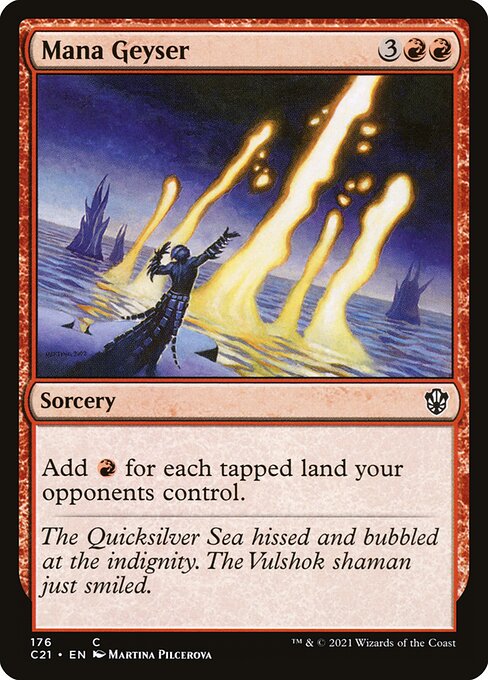 Mana Geyser 3
Sorcery
Add for each tapped land your
opponents control.
The Quicksilver Sea hissed and bubbled
at the indignity. The Vulshok shaman
just smiled.
176 C
C21 • EN Martina Pilcerova
™ & © 2021 Wizards of the Coast